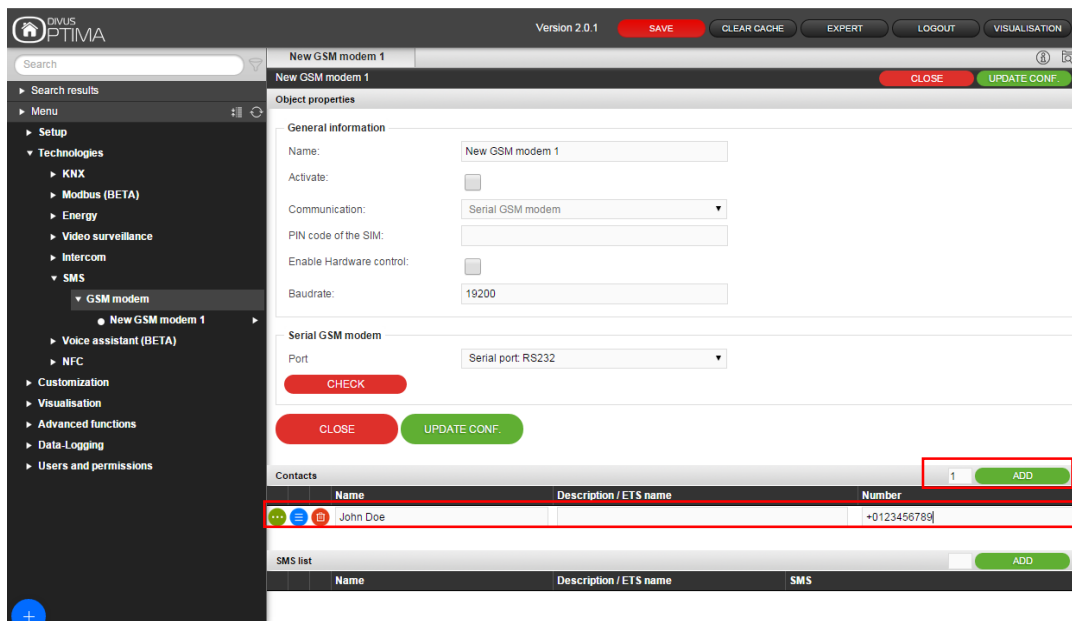 DIVUS
OPTIMA
Version 2.0.1
SAVE
CLEAR CACHE
EXPERT
LOGOUT
VISUALISATION
Search
Search results
Menu
Setup
Technologies
KNX
Modbus (BETA)
Energy
Video surveillance
Intercom
SMS
GSM modem
New GSM modem 1
Voice assistant (BETA)
NFC
Customization
Visualisation
Advanced functions
Data-Logging
Users and permissions
+
New GSM modem 1
New GSM modem 1 CLOSE UPDATE CONF.
Object properties
General information
Name: New GSM modem 1
Activate:
Communication: Serial GSM modem
PIN code of the SIM:
Enable Hardware control:
Baudrate: 19200
Serial GSM modem
Port Serial port: RS232
CHECK
CLOSE UPDATE CONF.
Contacts 1 ADD
Name Description / ETS name Number
John Doe +0123456789
SMS list ADD
Name Description / ETS name SMS